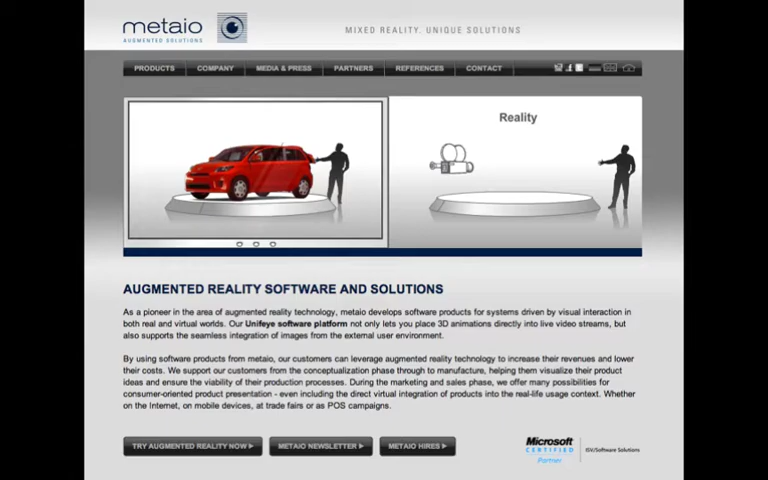 metaio
AUGMENTED SOLUTIONS
MIXED REALITY. UNIQUE SOLUTIONS
PRODUCTS
COMPANY
MEDIA & PRESS
PARTNERS
REFERENCES
CONTACT
Reality
AUGMENTED REALITY SOFTWARE AND SOLUTIONS
As a pioneer in the area of augmented reality technology, metaio develops software products for systems driven by visual interaction in
both real and virtual worlds. Our Unifeye software platform not only lets you place 3D animations directly into live video streams, but
also supports the seamless integration of images from the external user environment.
By using software products from metaio, our customers can leverage augmented reality technology to increase their revenues and lower
their costs. We support our customers from the conceptualization phase through to manufacture, helping them visualize their product
ideas and ensure the viability of their production processes. During the marketing and sales phase, we offer many possibilities for
consumer-oriented product presentation - even including the direct virtual integration of products into the real-life usage context. Whether
on the Internet, on mobile devices, at trade fairs or as POS campaigns.
TRY AUGMENTED REALITY NOW
METAIO NEWSLETTER
METAIO HIRES
Microsoft
CERTIFIED
Partner
ISV/Software Solutions